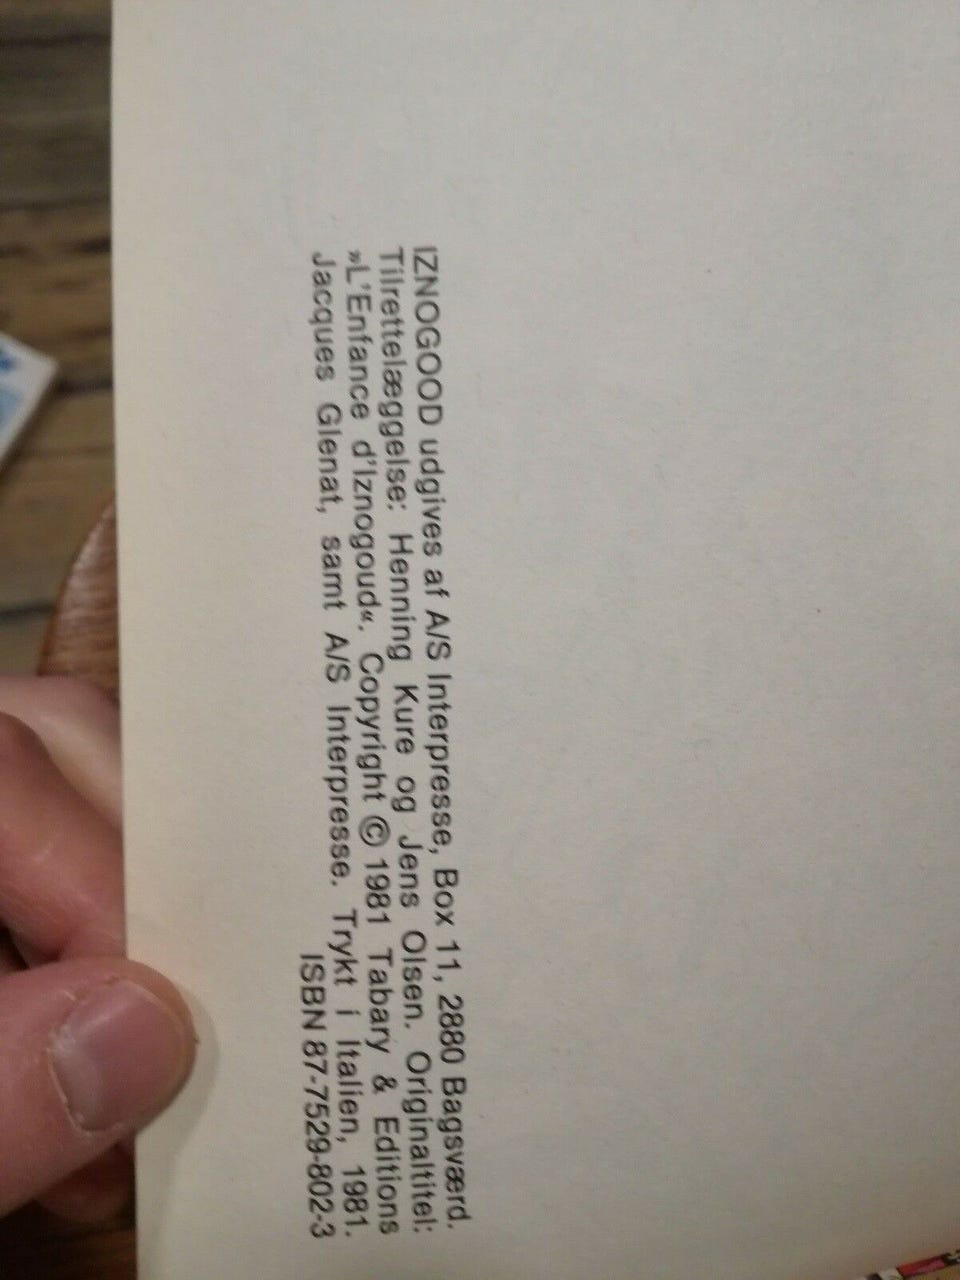 IZNOGOOD udgives af A/S Interpresse, Box 11, 2880 Bagsværd.
Tilrettelæggelse: Henning Kure og Jens Olsen. Originaltitel:
»L'Enfance d'Iznogoud«. Copyright © 1981 Tabary & Editions
Jacques Glenat, samt A/S Interpresse. Trykt i Italien, 1981.
ISBN 87-7529-802-3